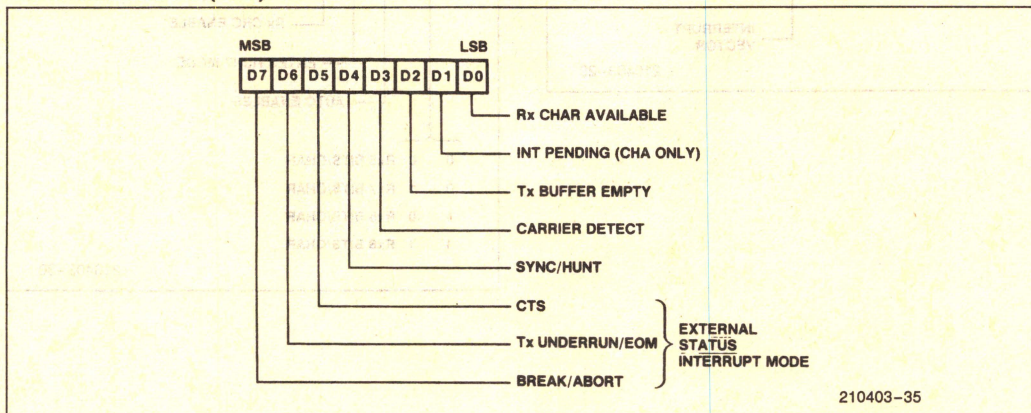 MSB LSB
D7 D6 D5 D4 D3 D2 D1 D0
Rx CHAR AVAILABLE
INT PENDING (CHA ONLY)
Tx BUFFER EMPTY
CARRIER DETECT
SYNC/HUNT
CTS
Tx UNDERRUN/EOM
BREAK/ABORT
EXTERNAL
STATUS
INTERRUPT MODE
210403-35